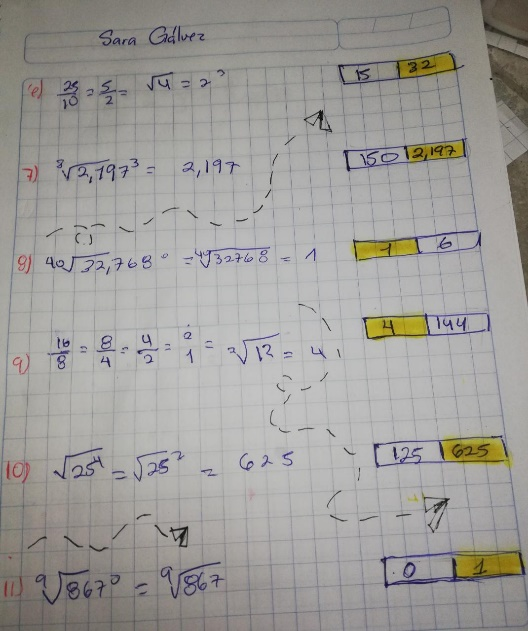 Sara Gálvez
6) 25/10 = 5/2 = √4 = 2⁵ 15 32
7) ³√2,197³ = 2,197 150 2,197
8) ⁴⁰√32,768⁰ = ⁴⁰√32768 = 1 1 6
9) 16/8 = 8/4 = 4/2 = 2/1 = ²√12 = 4 4 144
10) √25⁴ = √25² = 625 125 625
11) ⁹√867⁰ = ⁹√867 0 1